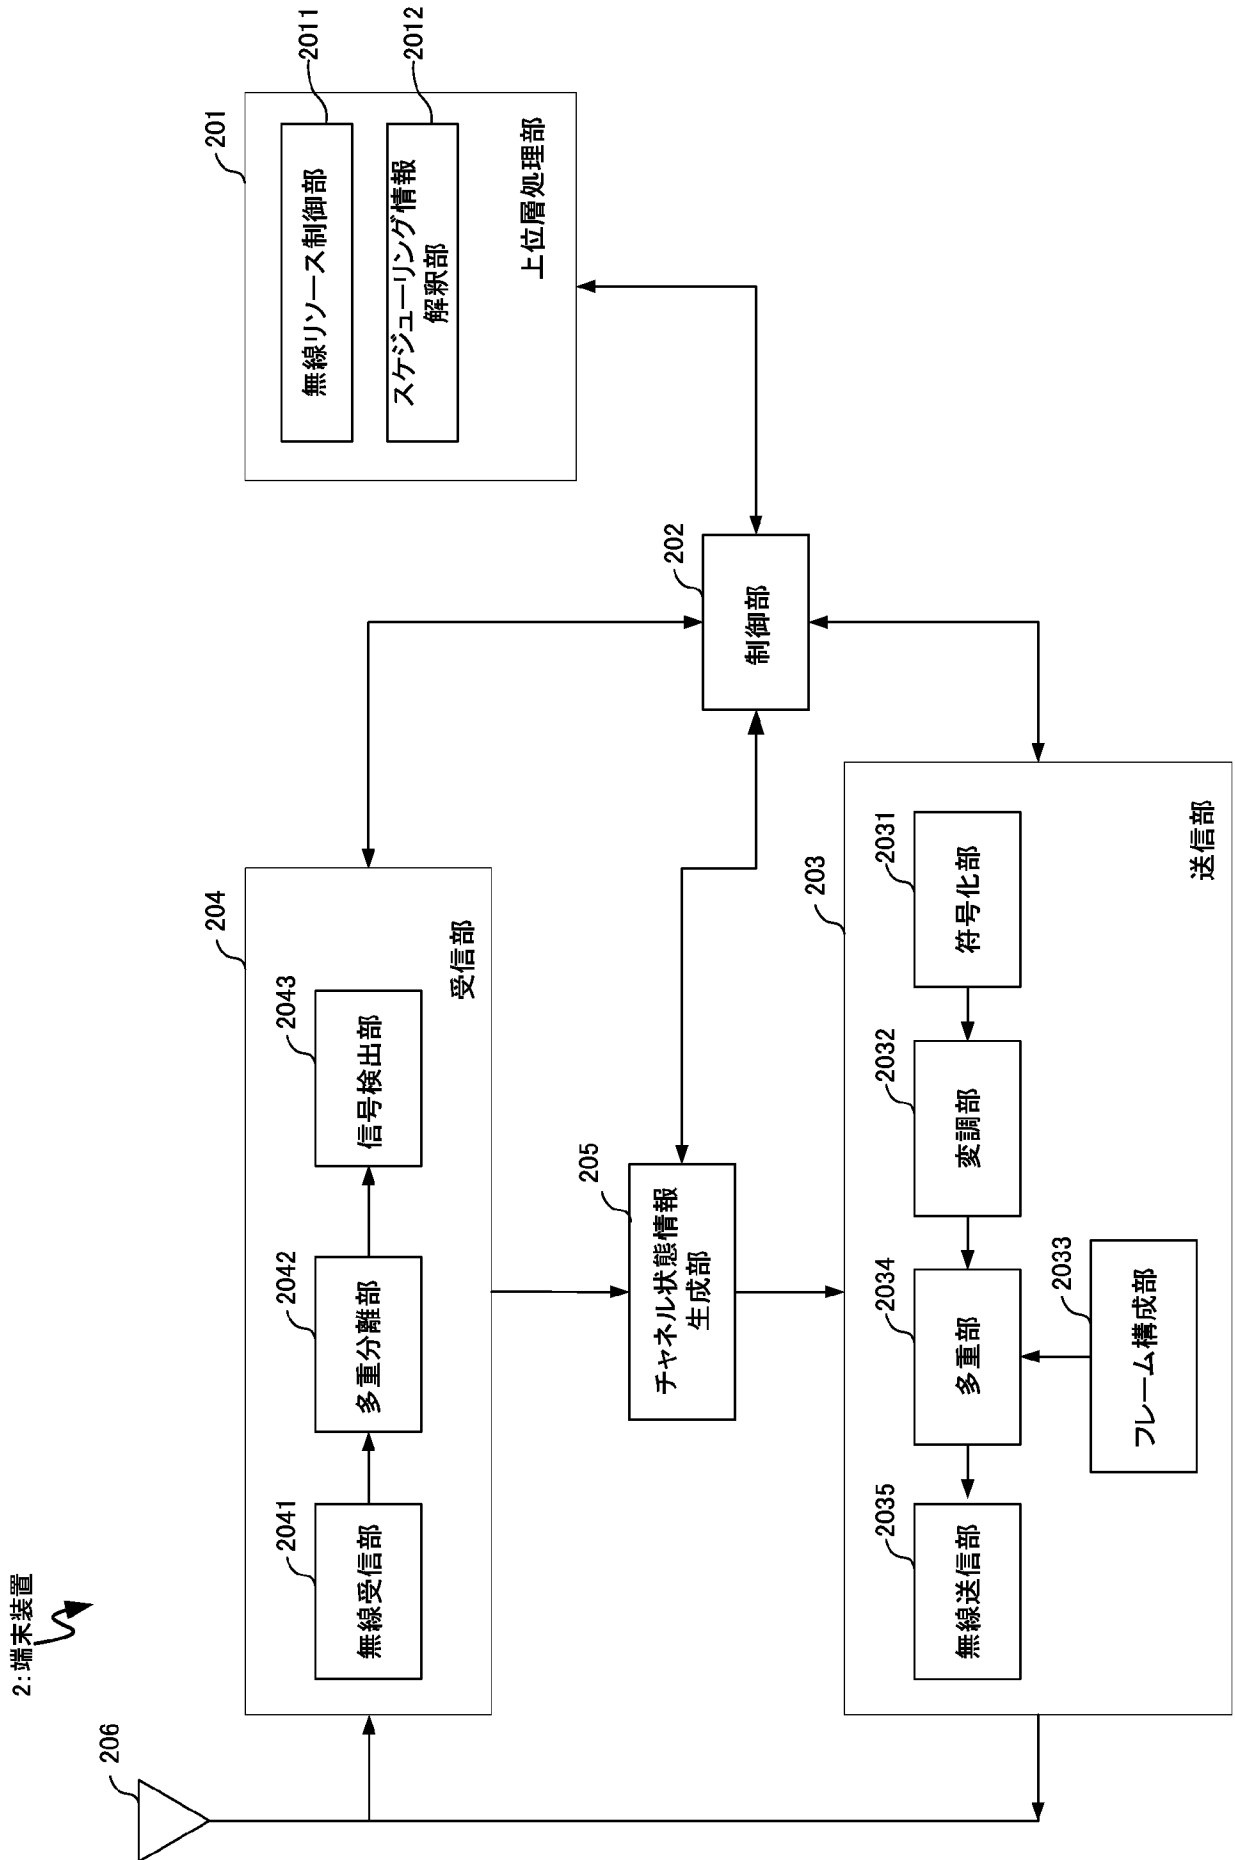 2:端末装置
206
204
2041
無線受信部
2042
多重分離部
2043
信号検出部
受信部
201
2011
無線リソース制御部
2012
スケジューリング情報
解釈部
上位層処理部
205
チャネル状態情報
生成部
202
制御部
203
2035
無線送信部
2034
多重部
2032
変調部
2031
符号化部
2033
フレーム構成部
送信部